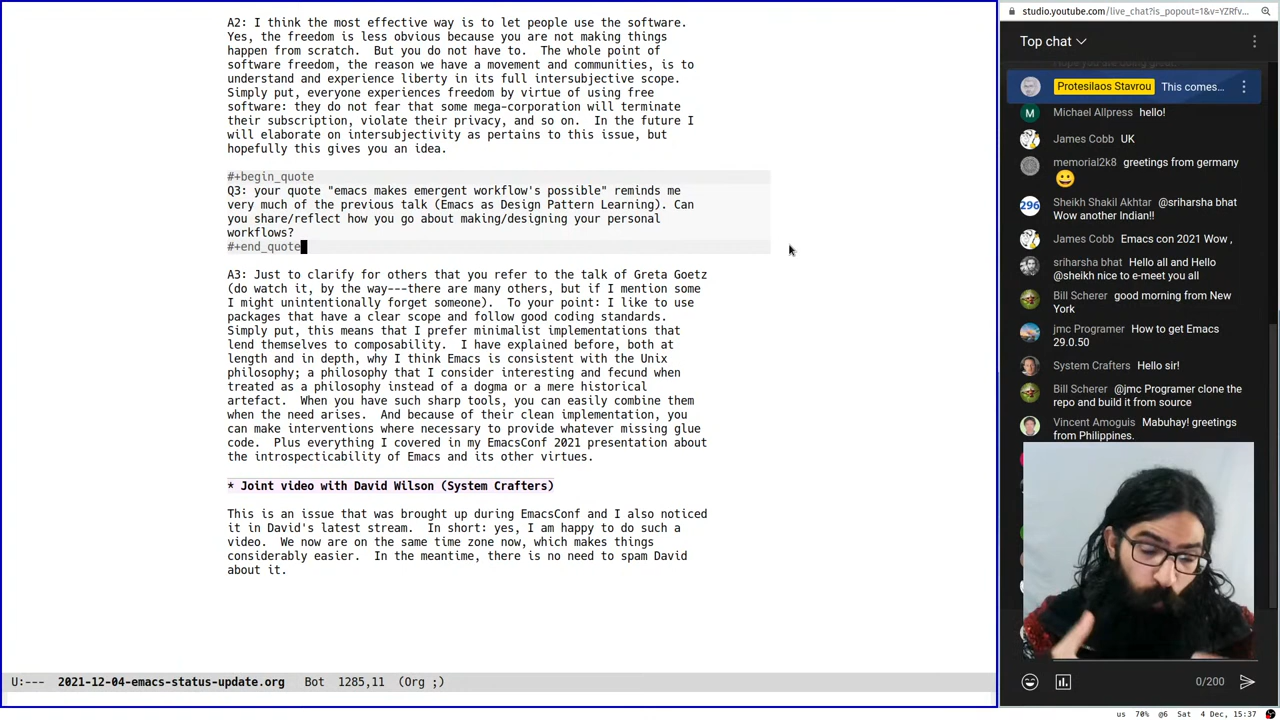 A2: I think the most effective way is to let people use the software.
Yes, the freedom is less obvious because you are not making things
happen from scratch.  But you do not have to.  The whole point of
software freedom, the reason we have a movement and communities, is to
understand and experience liberty in its full intersubjective scope.
Simply put, everyone experiences freedom by virtue of using free
software: they do not fear that some mega-corporation will terminate
their subscription, violate their privacy, and so on.  In the future I
will elaborate on intersubjectivity as pertains to this issue, but
hopefully this gives you an idea.
#+begin_quote
Q3: your quote "emacs makes emergent workflow's possible" reminds me
very much of the previous talk (Emacs as Design Pattern Learning). Can
you share/reflect how you go about making/designing your personal
workflows?
#+end_quote
A3: Just to clarify for others that you refer to the talk of Greta Goetz
(do watch it, by the way---there are many others, but if I mention some
I might unintentionally forget someone).  To your point: I like to use
packages that have a clear scope and follow good coding standards.
Simply put, this means that I prefer minimalist implementations that
lend themselves to composability.  I have explained before, both at
length and in depth, why I think Emacs is consistent with the Unix
philosophy; a philosophy that I consider interesting and fecund when
treated as a philosophy instead of a dogma or a mere historical
artefact.  When you have such sharp tools, you can easily combine them
when the need arises.  And because of their clean implementation, you
can make interventions where necessary to provide whatever missing glue
code.  Plus everything I covered in my EmacsConf 2021 presentation about
the introspecticability of Emacs and its other virtues.
* Joint video with David Wilson (System Crafters)
This is an issue that was brought up during EmacsConf and I also noticed
it in David's latest stream.  In short: yes, I am happy to do such a
video.  We now are on the same time zone now, which makes things
considerably easier.  In the meantime, there is no need to spam David
about it.
U:---  2021-12-04-emacs-status-update.org   Bot  1285,11  (Org ;)
studio.youtube.com/live_chat?is_popout=1&v=YZRfv...
Top chat
Protesilaos Stavrou This comes...
M Michael Allpress hello!
James Cobb UK
memorial2k8 greetings from germany
296 Sheikh Shakil Akhtar @sriharsha bhat
Wow another Indian!!
James Cobb Emacs con 2021 Wow ,
sriharsha bhat Hello all and Hello
@sheikh nice to e-meet you all
Bill Scherer good morning from New
York
jmc Programer How to get Emacs
29.0.50
System Crafters Hello sir!
Bill Scherer @jmc Programer clone the
repo and build it from source
Vincent Amoguis Mabuhay! greetings
from Philippines.
0/200
us 70% @6 Sat 4 Dec, 15:37